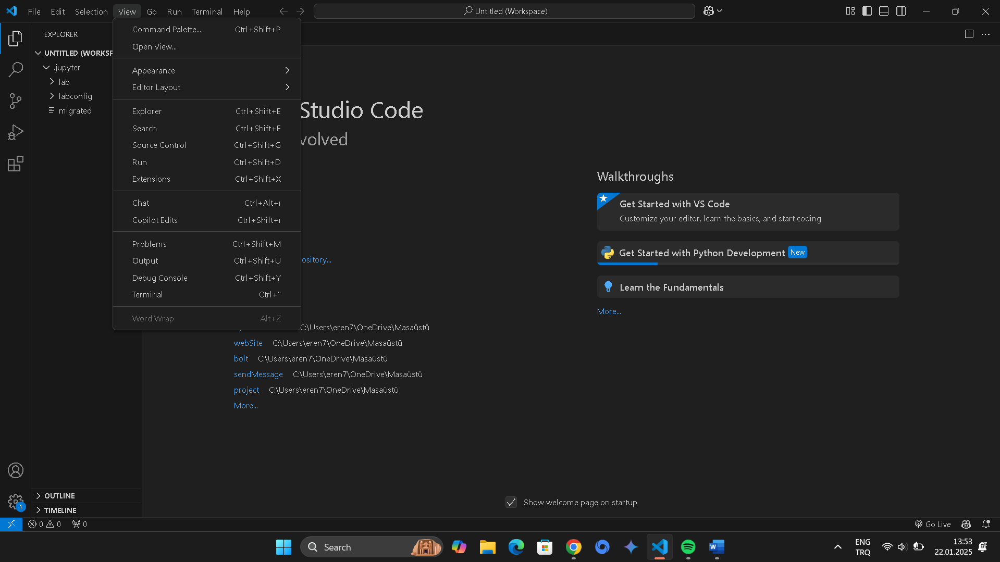 File Edit Selection View Go Run Terminal Help
Untitled (Workspace)
EXPLORER
UNTITLED (WORKSP
.jupyter
lab
labconfig
migrated
OUTLINE
TIMELINE
Command Palette... Ctrl+Shift+P
Open View...
Appearance
Editor Layout
Explorer Ctrl+Shift+E
Search Ctrl+Shift+F
Source Control Ctrl+Shift+G
Run Ctrl+Shift+D
Extensions Ctrl+Shift+X
Chat Ctrl+Alt+ı
Copilot Edits Ctrl+Shift+ı
Problems Ctrl+Shift+M
Output Ctrl+Shift+U
Debug Console Ctrl+Shift+Y
Terminal Ctrl+"
Word Wrap Alt+Z
Studio Code
volved
ository...
C:\Users\eren7\OneDrive\Masaüstü
webSite C:\Users\eren7\OneDrive\Masaüstü
bolt C:\Users\eren7\OneDrive\Masaüstü
sendMessage C:\Users\eren7\OneDrive\Masaüstü
project C:\Users\eren7\OneDrive\Masaüstü
More...
Walkthroughs
Get Started with VS Code
Customize your editor, learn the basics, and start coding
Get Started with Python Development New
Learn the Fundamentals
More...
Show welcome page on startup
1
0 0 0
Go Live
Search
W
ENG
TRQ
13:53
22.01.2025